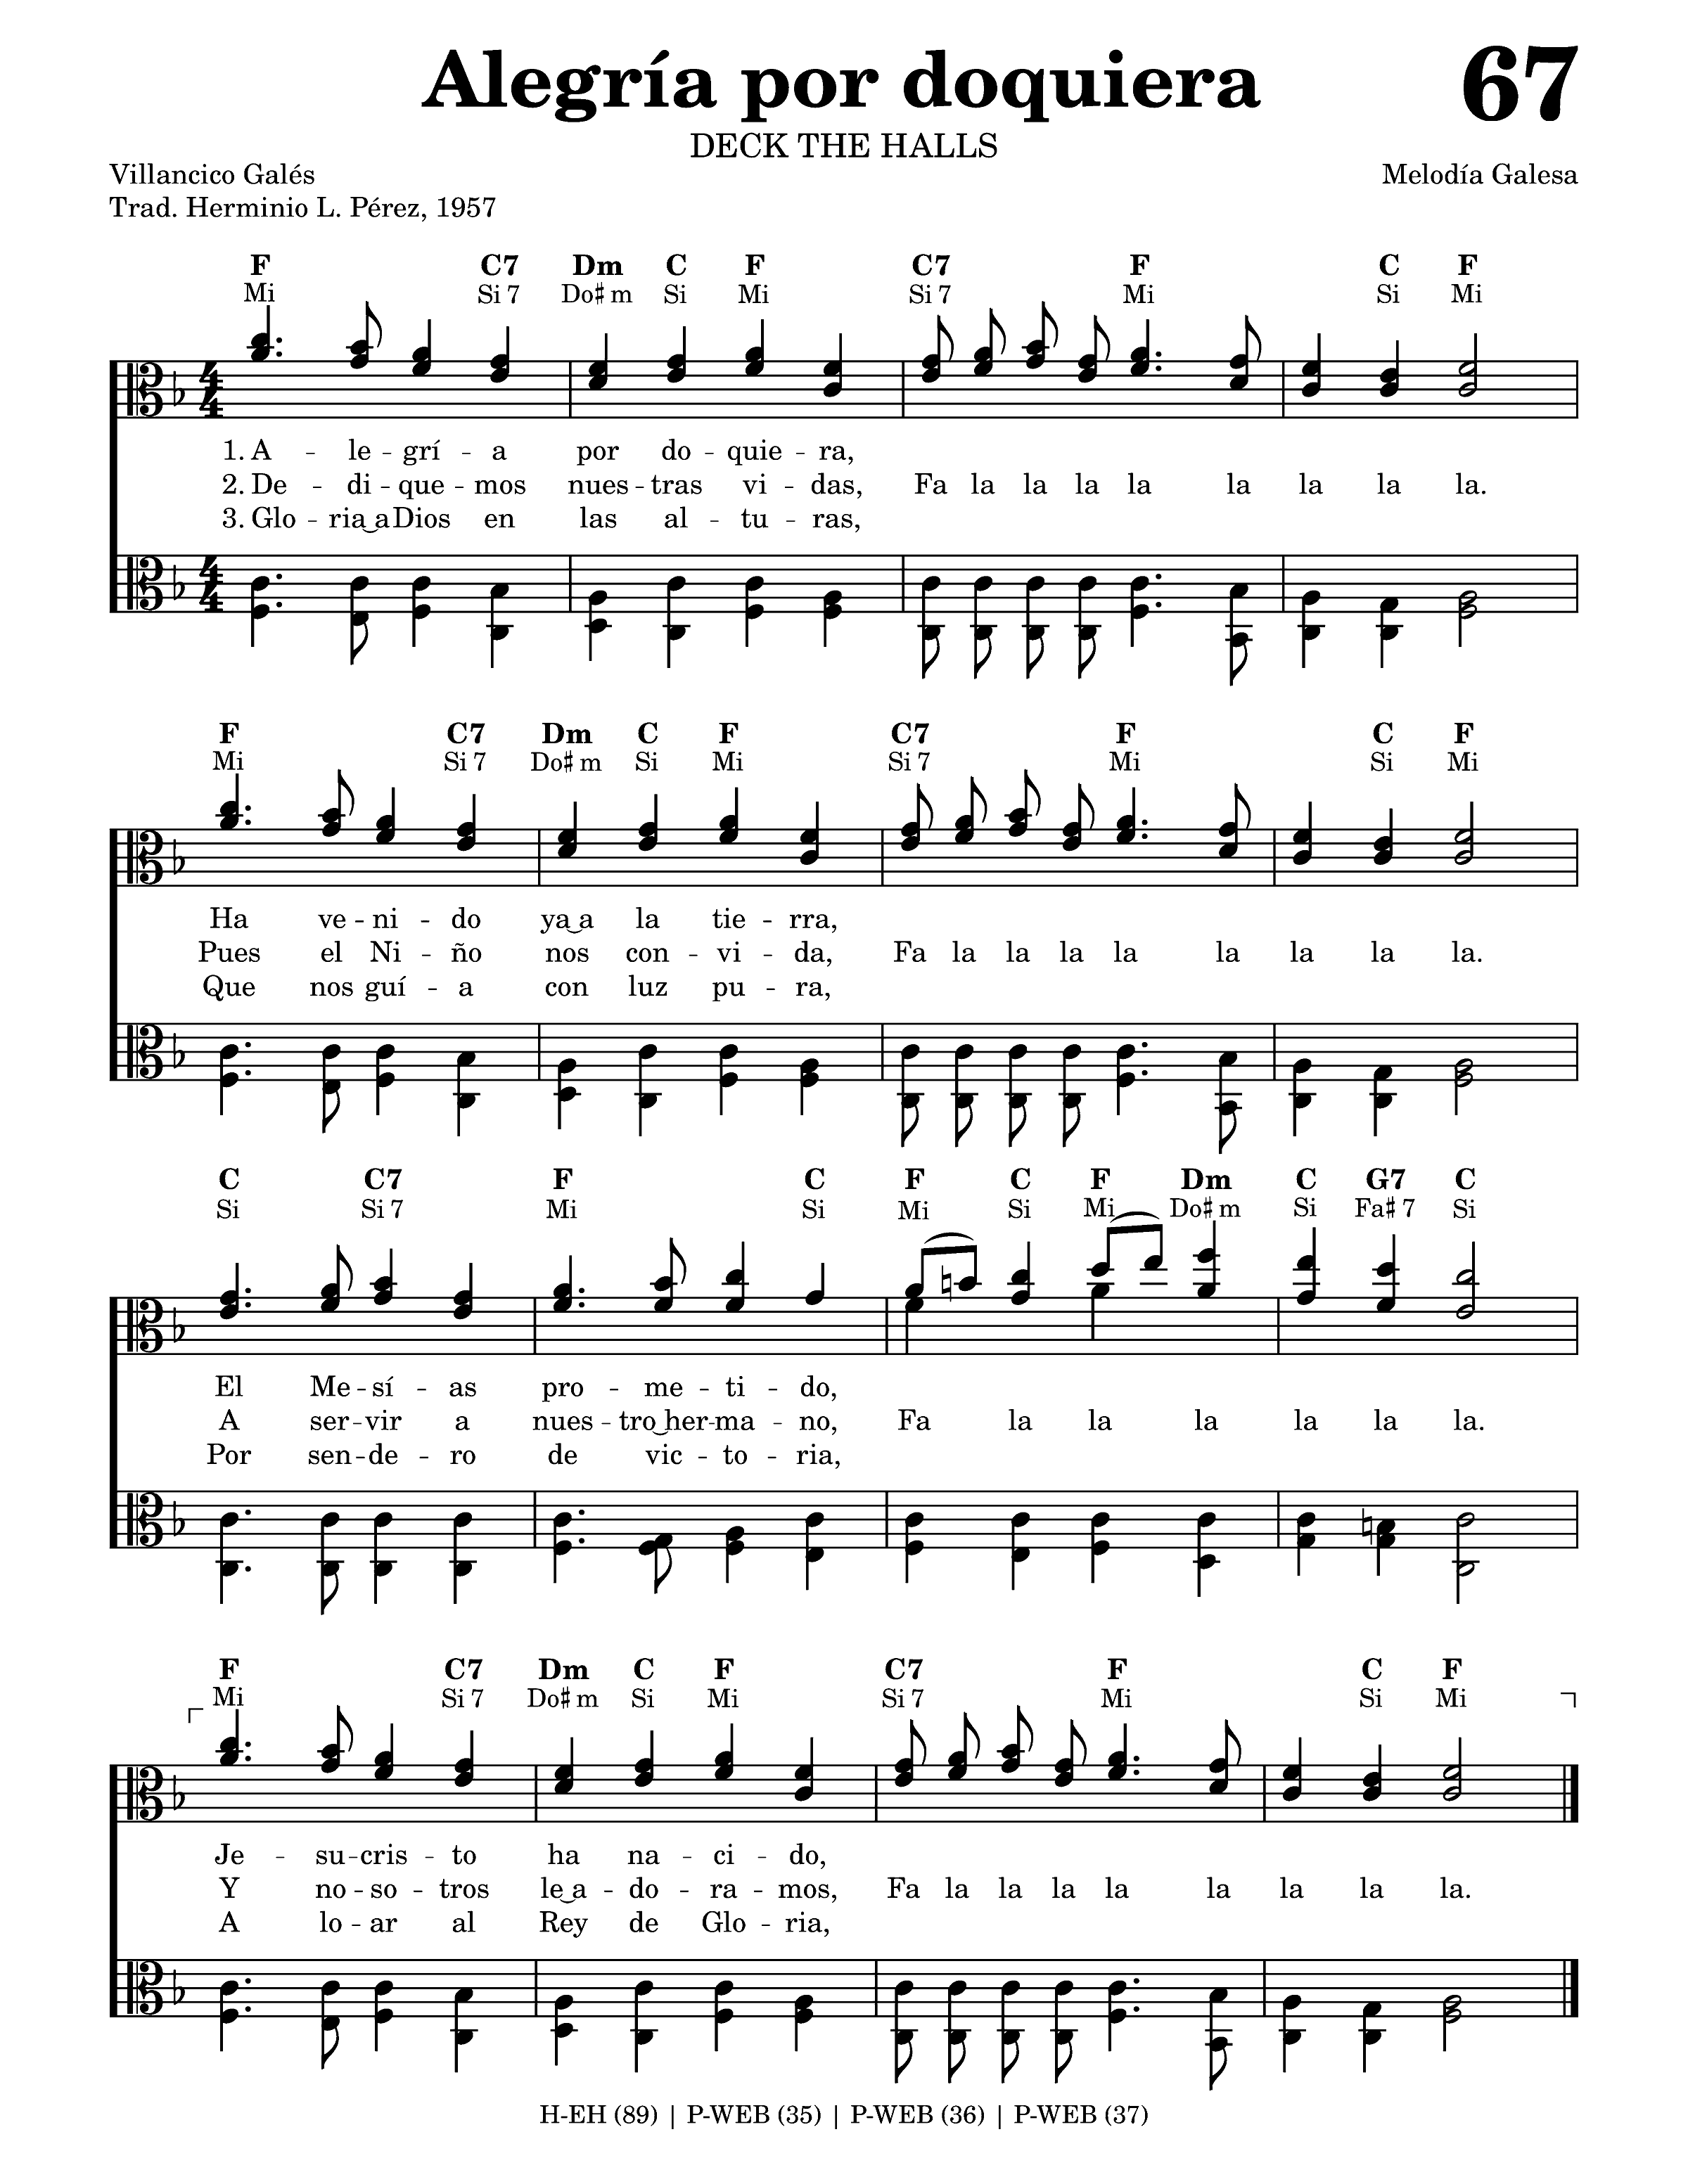 Alegría por doquiera
67
DECK THE HALLS
Villancico Galés
Melodía Galesa
Trad. Herminio L. Pérez, 1957
F C7 Dm C F C7 F C F
Mi Si 7 Do♯ m Si Mi Si 7 Mi Si Mi
1. A – le – grí – a por do – quie – ra,
2. De – di – que – mos nues – tras vi – das, Fa la la la la la la la la.
3. Glo – ria‿a Dios en las al – tu – ras,
F C7 Dm C F C7 F C F
Mi Si 7 Do♯ m Si Mi Si 7 Mi Si Mi
Ha ve – ni – do ya‿a la tie – rra,
Pues el Ni – ño nos con – vi – da, Fa la la la la la la la la.
Que nos guí – a con luz pu – ra,
C C7 F C F C F Dm C G7 C
Si Si 7 Mi Si Mi Si Mi Do♯ m Si Fa♯ 7 Si
El Me – sí – as pro – me – ti – do,
A ser – vir a nues – tro‿her – ma – no, Fa la la la la la la.
Por sen – de – ro de vic – to – ria,
F C7 Dm C F C7 F C F
Mi Si 7 Do♯ m Si Mi Si 7 Mi Si Mi
Je – su – cris – to ha na – ci – do,
Y no – so – tros le‿a – do – ra – mos, Fa la la la la la la la la.
A lo – ar al Rey de Glo – ria,
H-EH (89) | P-WEB (35) | P-WEB (36) | P-WEB (37)